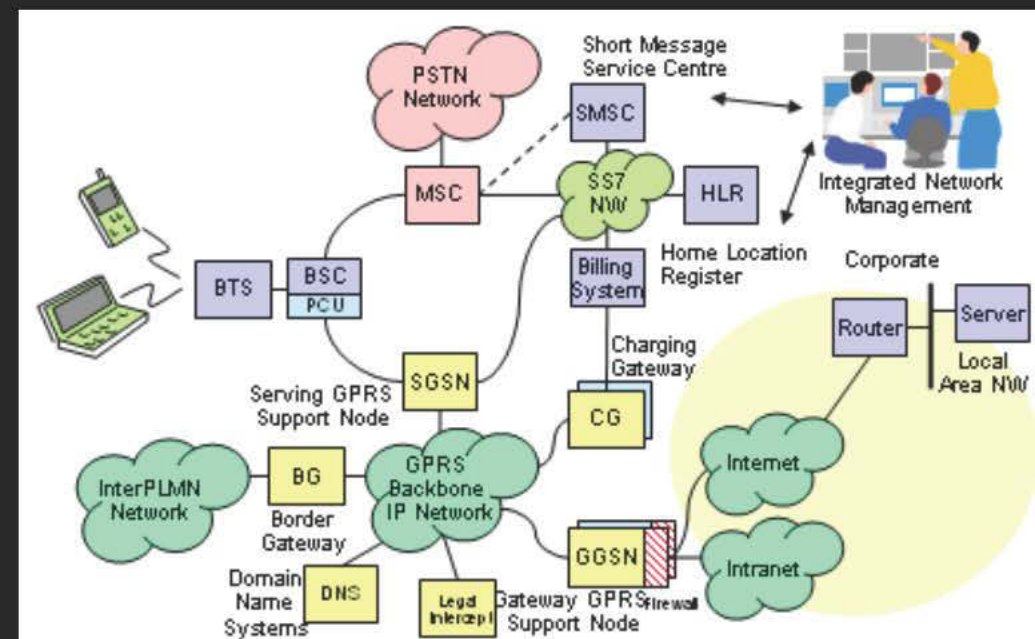 Short Message
Service Centre
PSTN
Network
SMSC
MSC
SS7
NW
HLR
Integrated Network
Management
Home Location
Register
BTS
BSC
PCU
Billing
System
Corporate
Router
Server
Local
Area NW
Charging
Gateway
SGSN
Serving GPRS
Support Node
CG
InterPLMN
Network
BG
Border
Gateway
GPRS
Backbone
IP Network
Internet
GGSN
Firewall
Intranet
Domain
Name
Systems
DNS
Legal
Intercept
Gateway GPRS
Support Node